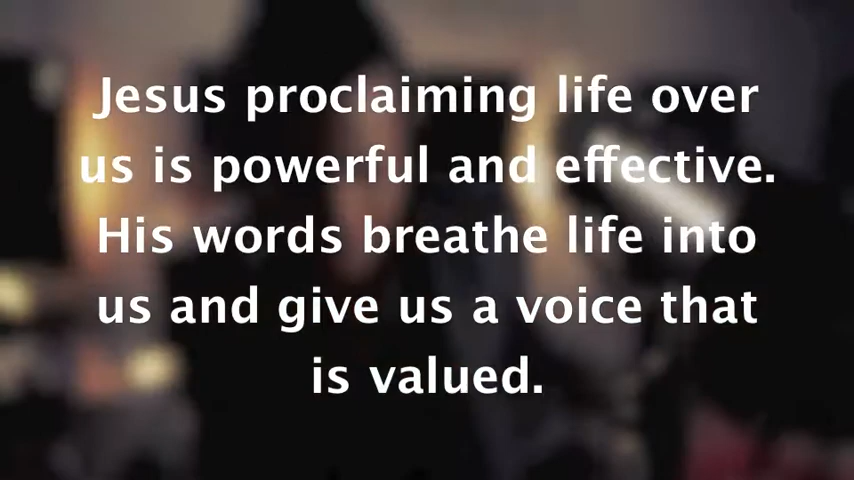 Jesus proclaiming life over
us is powerful and effective.
His words breathe life into
us and give us a voice that
is valued.